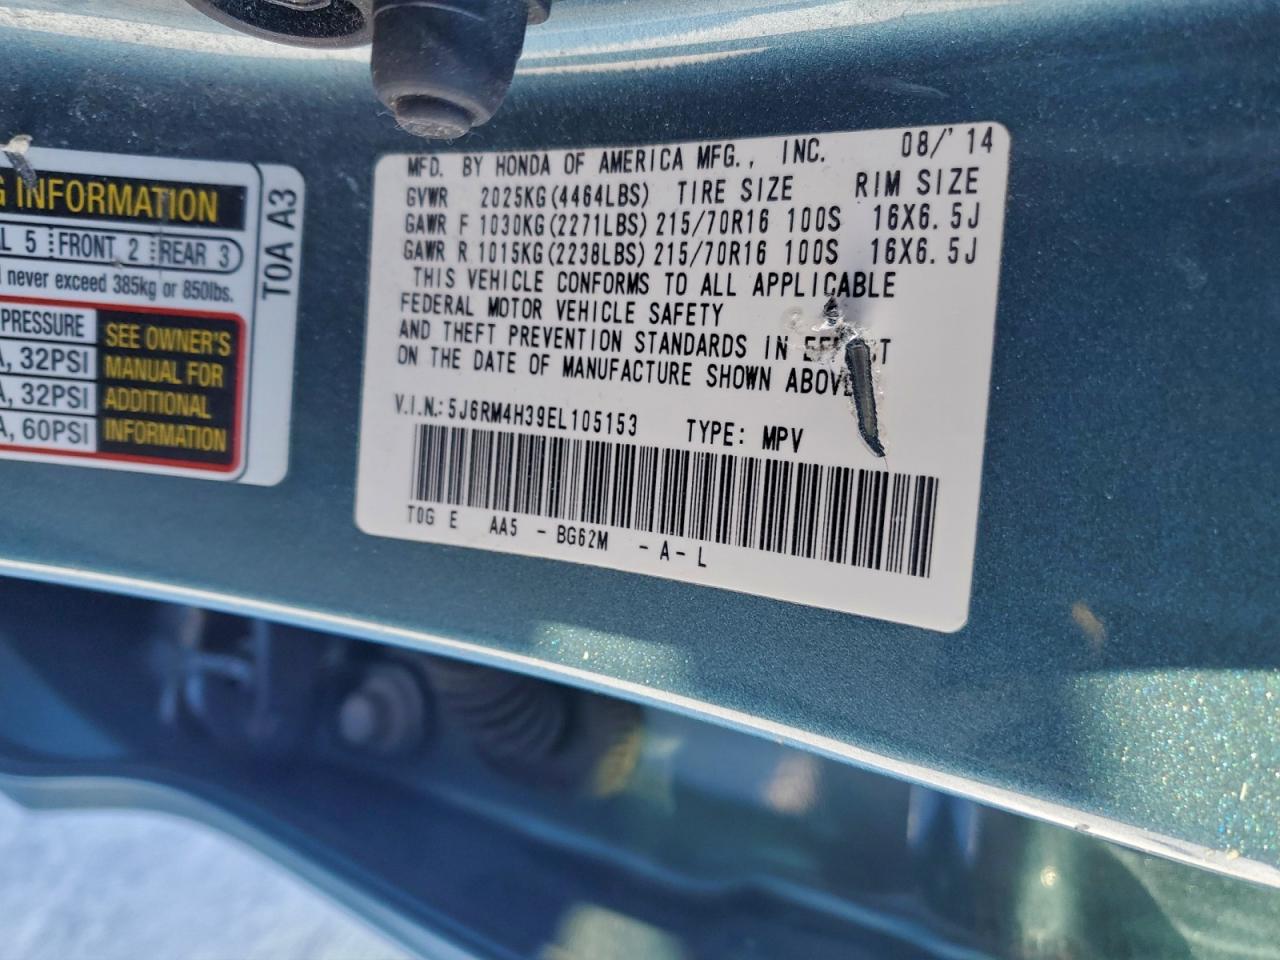 G INFORMATION
L 5 FRONT 2 REAR 3
never exceed 385kg or 850lbs.
PRESSURE
A, 32PSI
A, 32PSI
A, 60PSI
SEE OWNER'S
MANUAL FOR
ADDITIONAL
INFORMATION
T0A A3
MFD. BY HONDA OF AMERICA MFG., INC. 08/'14
GVWR 2025KG(4464LBS) TIRE SIZE RIM SIZE
GAWR F 1030KG(2271LBS) 215/70R16 100S 16X6.5J
GAWR R 1015KG(2238LBS) 215/70R16 100S 16X6.5J
THIS VEHICLE CONFORMS TO ALL APPLICABLE
FEDERAL MOTOR VEHICLE SAFETY
AND THEFT PREVENTION STANDARDS IN
ON THE DATE OF MANUFACTURE SHOWN ABOVE
V.I.N.: 5J6RM4H39EL105153 TYPE: MPV
T0G E AA5 - BG62M - A - L